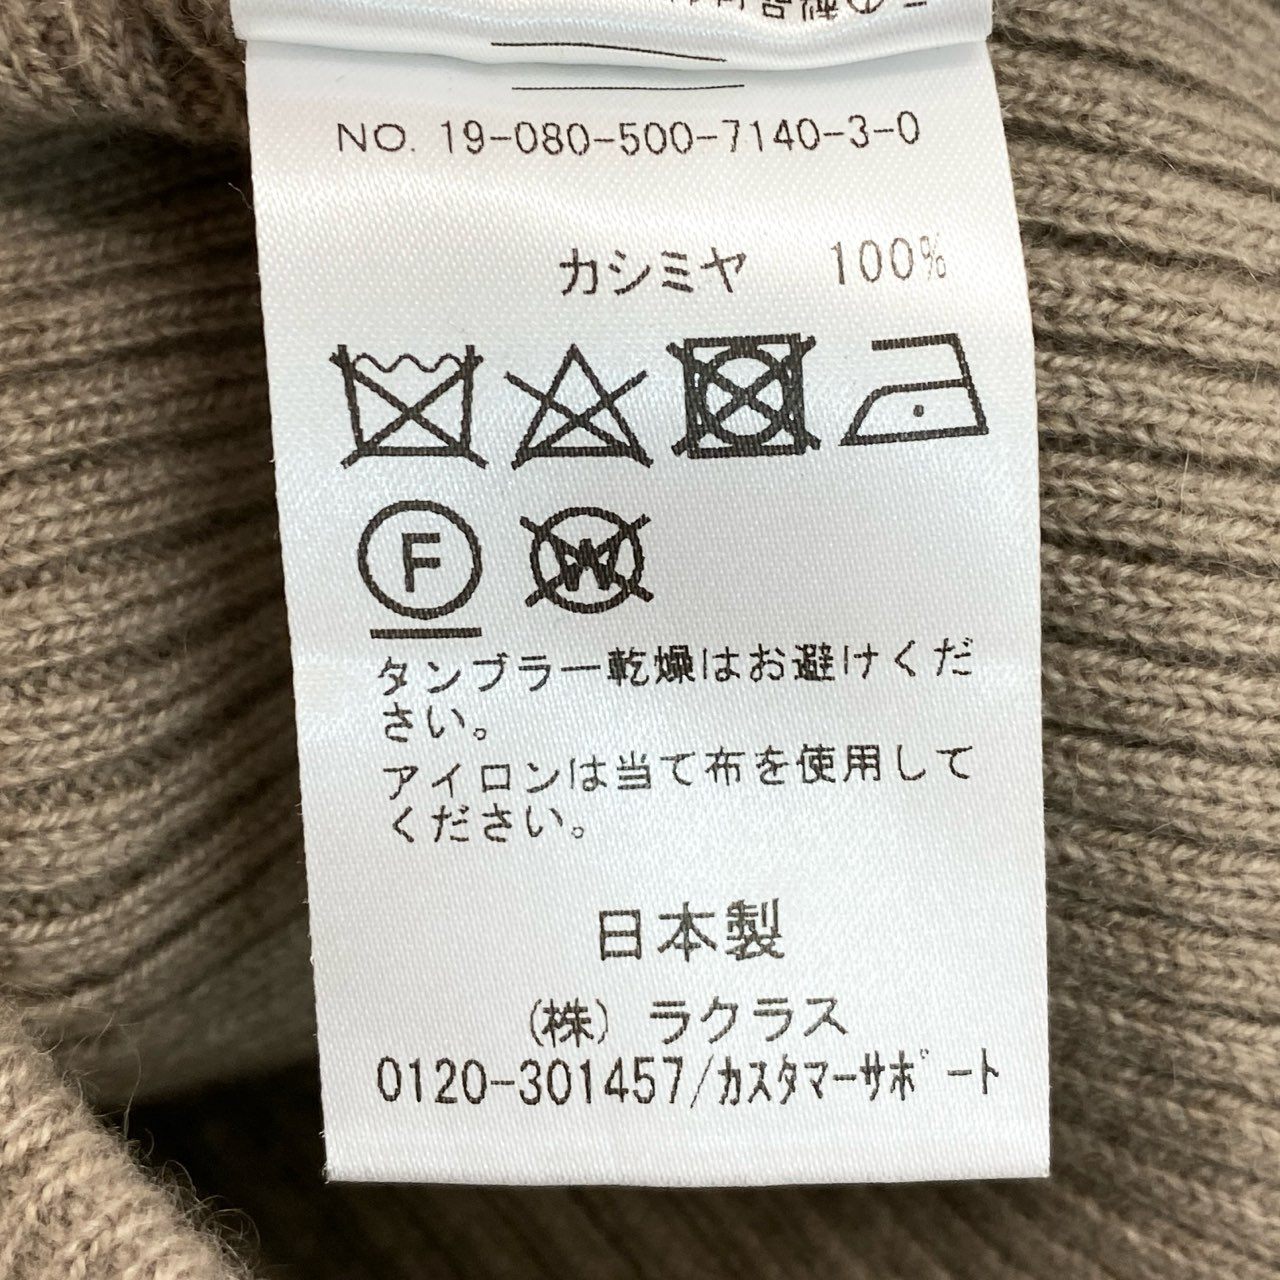 NO. 19-080-500-7140-3-0
カシミヤ 100%
F W
タンブラー乾燥はお避けくだ
さい。
アイロンは当て布を使用して
ください。
日本製
(株) ラクラス
0120-301457/カスタマーサポート